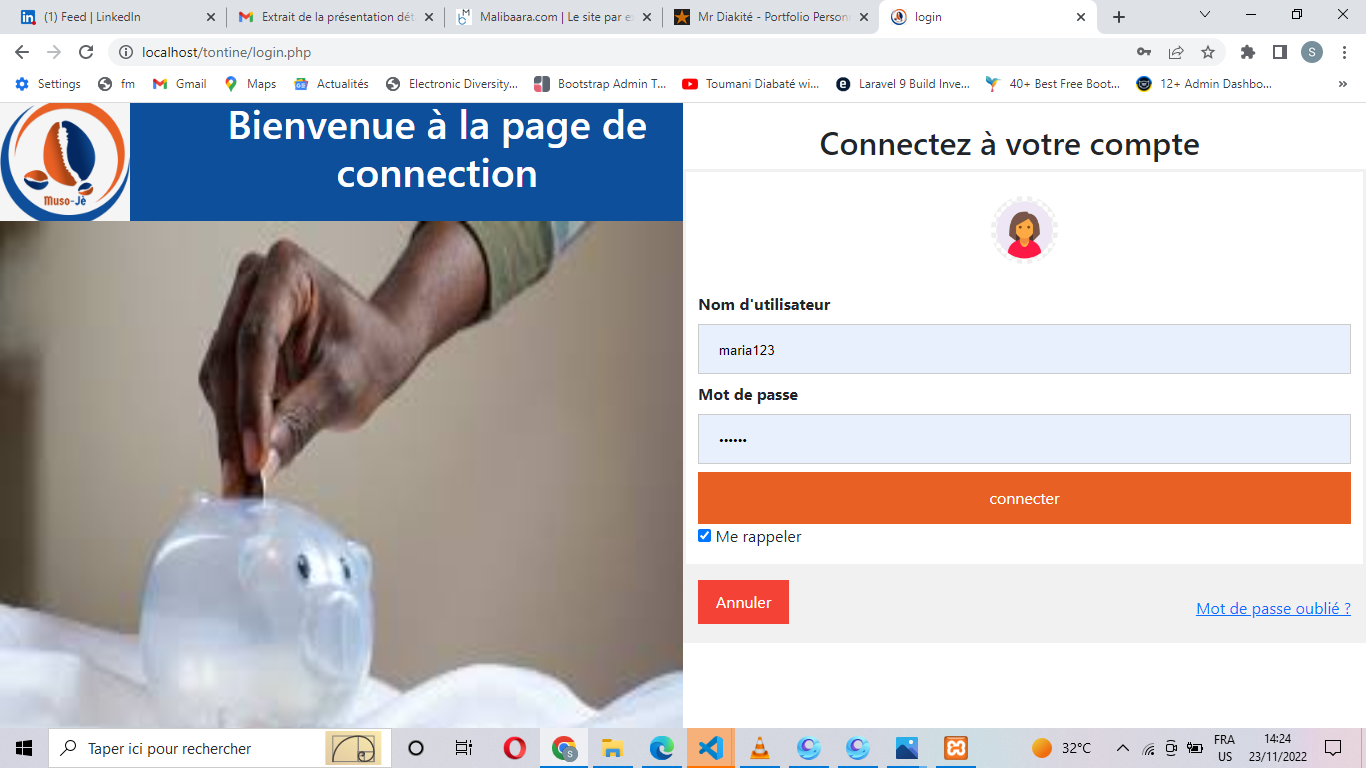 (1) Feed | LinkedIn
Extrait de la présentation dét
Malibaara.com | Le site par e
Mr Diakité - Portfolio Person
login
localhost/tontine/login.php
S
Settings
fm
Gmail
Maps
Actualités
Electronic Diversity...
Bootstrap Admin T...
Toumani Diabaté wi...
Laravel 9 Build Inve...
40+ Best Free Boot...
12+ Admin Dashbo...
»
Muso-Jè
Bienvenue à la page de
connection
Connectez à votre compte
Nom d'utilisateur
maria123
Mot de passe
••••••
connecter
Me rappeler
Annuler
Mot de passe oublié ?
Taper ici pour rechercher
S
32°C
FRA
US
14:24
23/11/2022